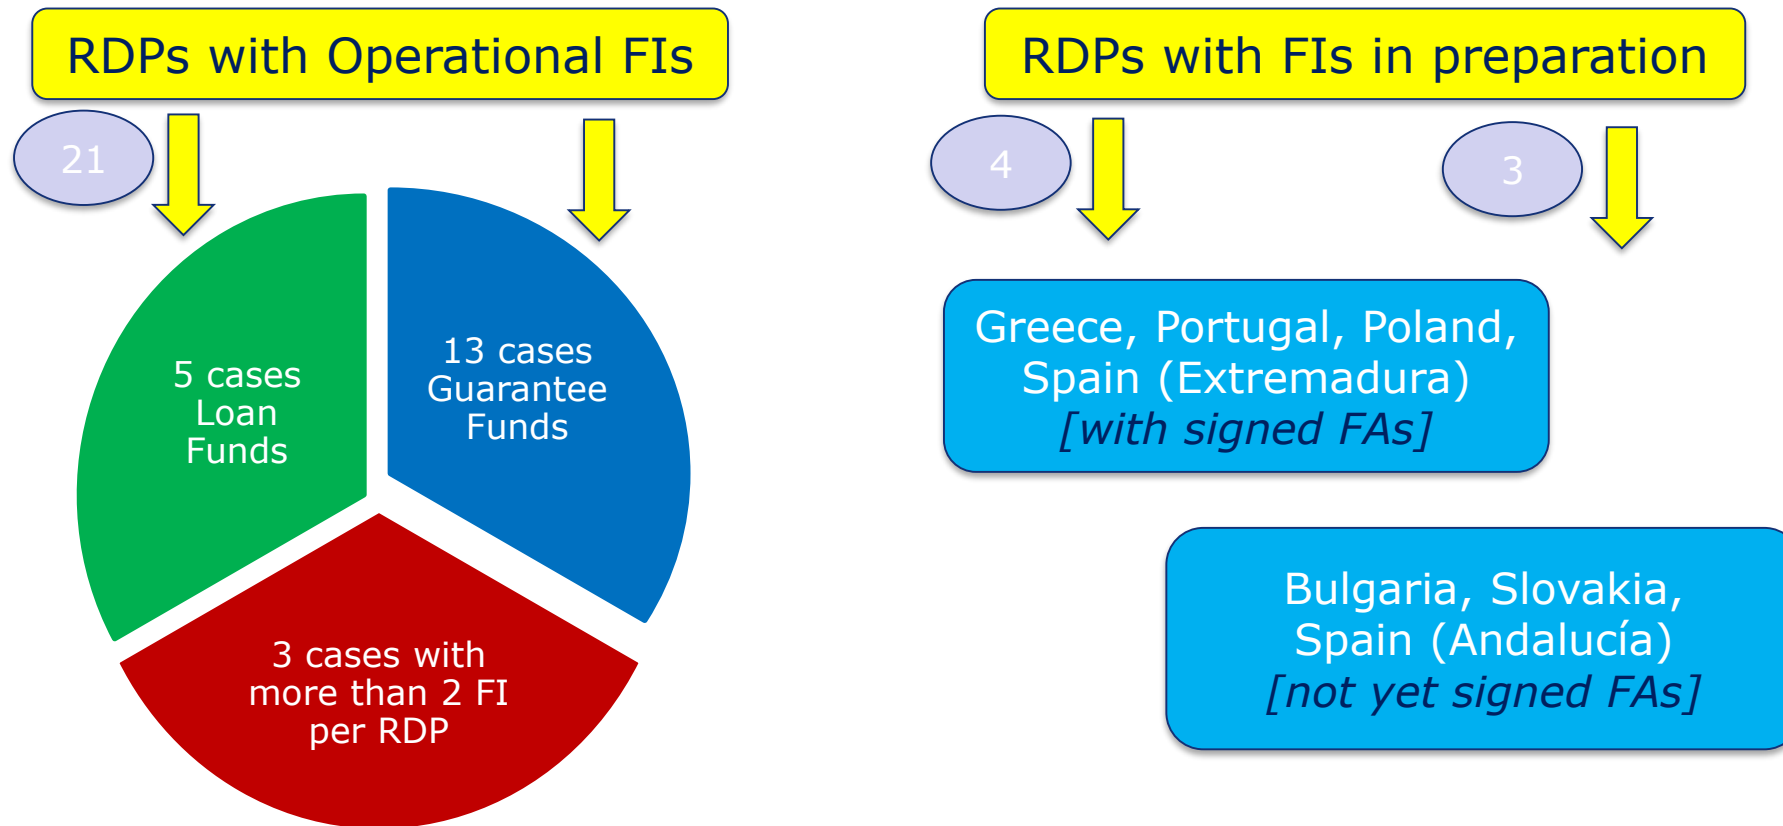 RDPs with Operational FIs
21
5 cases
Loan
Funds
13 cases
Guarantee
Funds
3 cases with
more than 2 FI
per RDP
RDPs with FIs in preparation
4
3
Greece, Portugal, Poland,
Spain (Extremadura)
[with signed FAs]
Bulgaria, Slovakia,
Spain (Andalucía)
[not yet signed FAs]